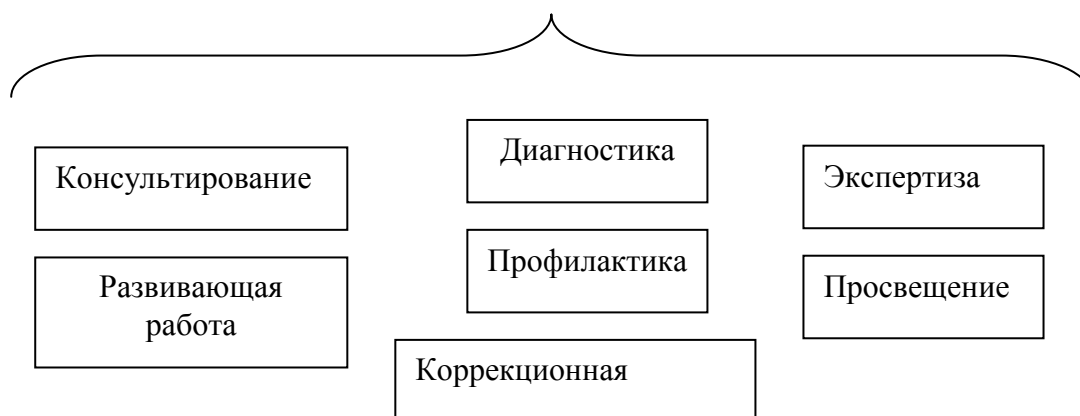 Диагностика
Консультирование
Экспертиза
Профилактика
Развивающая
работа
Просвещение
Коррекционная